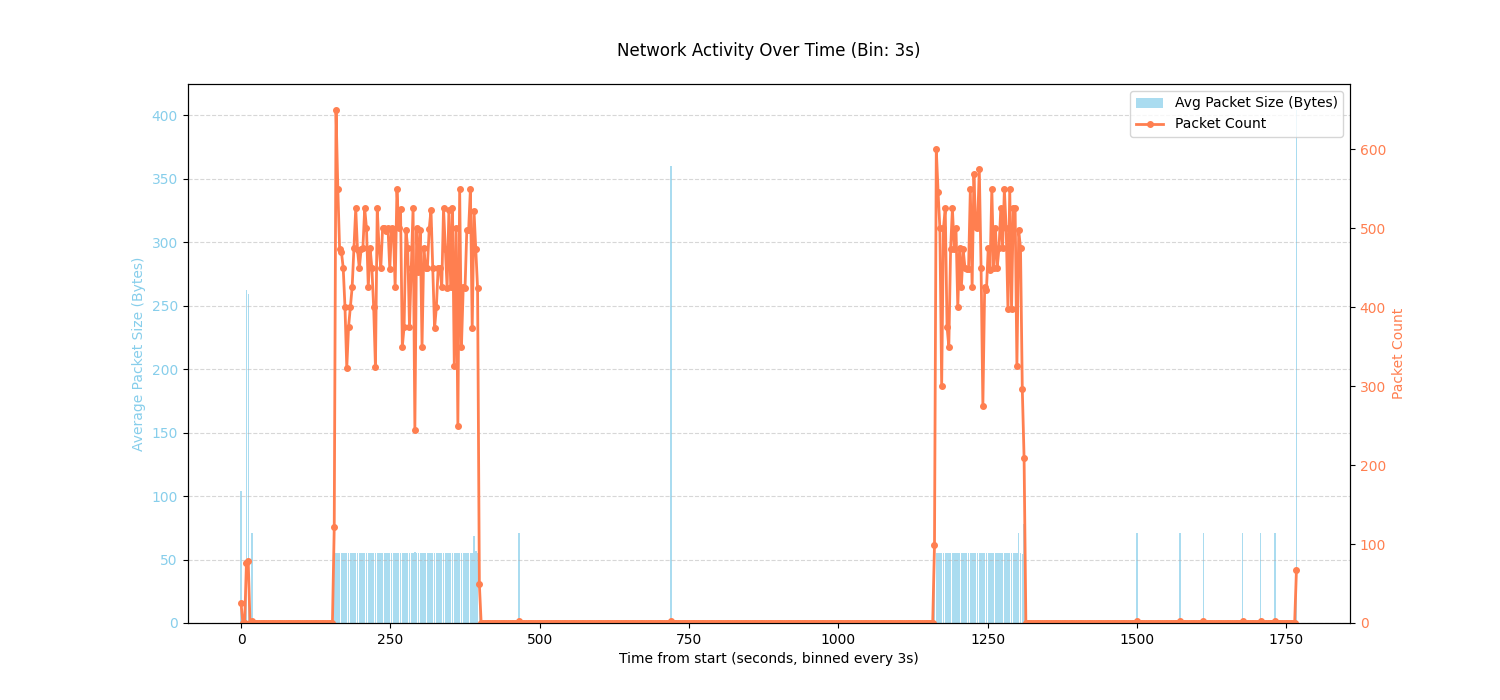 Network Activity Over Time (Bin: 3s)
Avg Packet Size (Bytes)
Packet Count
400
350
300
250
200
150
100
50
0
Average Packet Size (Bytes)
600
500
400
300
200
100
0
Packet Count
0 250 500 750 1000 1250 1500 1750
Time from start (seconds, binned every 3s)